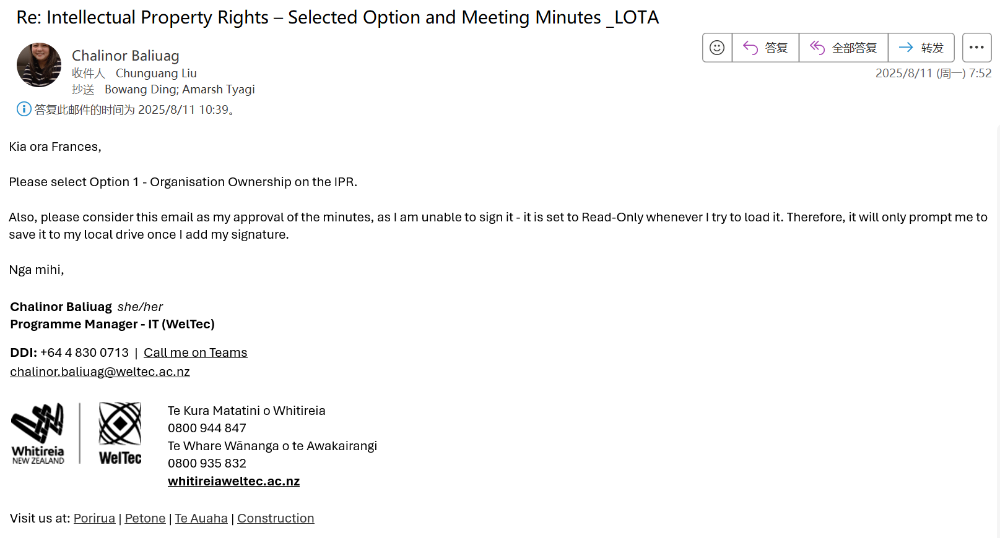 Re: Intellectual Property Rights – Selected Option and Meeting Minutes _LOTA
Chalinor Baliuag
收件人 Chunguang Liu
抄送 Bowang Ding; Amarsh Tyagi
答复 全部答复 转发
2025/8/11 (周一) 7:52
答复此邮件的时间为 2025/8/11 10:39。
Kia ora Frances,
Please select Option 1 - Organisation Ownership on the IPR.
Also, please consider this email as my approval of the minutes, as I am unable to sign it - it is set to Read-Only whenever I try to load it. Therefore, it will only prompt me to
save it to my local drive once I add my signature.
Nga mihi,
Chalinor Baliuag she/her
Programme Manager - IT (WelTec)
DDI: +64 4 830 0713 | Call me on Teams
chalinor.baliuag@weltec.ac.nz
Whitireia
NEW ZEALAND
WelTec
Te Kura Matatini o Whitireia
0800 944 847
Te Whare Wānanga o te Awakairangi
0800 935 832
whitireiaweltec.ac.nz
Visit us at: Porirua | Petone | Te Auaha | Construction